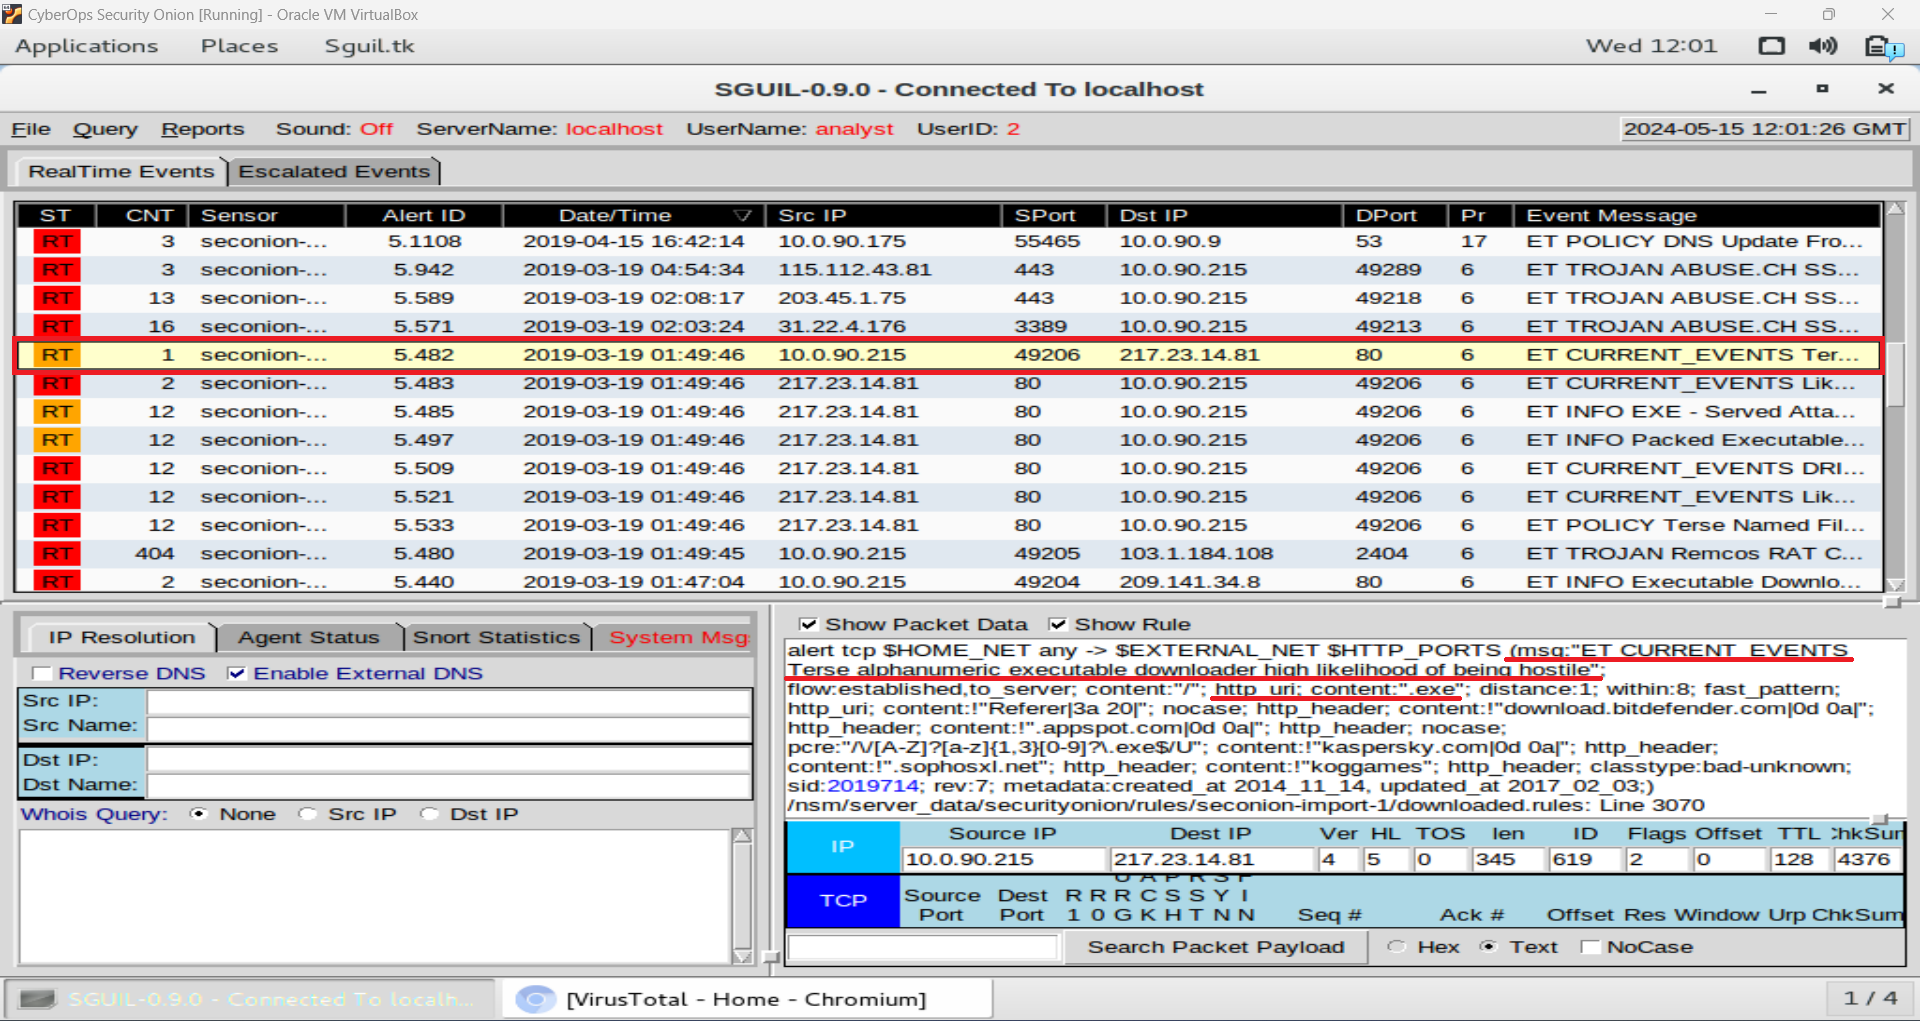 CyberOps Security Onion [Running] - Oracle VM VirtualBox
Applications Places Sguil.tk Wed 12:01
SGUIL-0.9.0 - Connected To localhost
File Query Reports Sound: Off ServerName: localhost UserName: analyst UserID: 2 2024-05-15 12:01:26 GMT
RealTime Events Escalated Events
ST CNT Sensor Alert ID Date/Time Src IP SPort Dst IP DPort Pr Event Message
RT 3 seconion-... 5.1108 2019-04-15 16:42:14 10.0.90.175 55465 10.0.90.9 53 17 ET POLICY DNS Update Fro...
RT 3 seconion-... 5.942 2019-03-19 04:54:34 115.112.43.81 443 10.0.90.215 49289 6 ET TROJAN ABUSE.CH SS...
RT 13 seconion-... 5.589 2019-03-19 02:08:17 203.45.1.75 443 10.0.90.215 49218 6 ET TROJAN ABUSE.CH SS...
RT 16 seconion-... 5.571 2019-03-19 02:03:24 31.22.4.176 3389 10.0.90.215 49213 6 ET TROJAN ABUSE.CH SS...
RT 1 seconion-... 5.482 2019-03-19 01:49:46 10.0.90.215 49206 217.23.14.81 80 6 ET CURRENT_EVENTS Ter...
RT 2 seconion-... 5.483 2019-03-19 01:49:46 217.23.14.81 80 10.0.90.215 49206 6 ET CURRENT_EVENTS Lik...
RT 12 seconion-... 5.485 2019-03-19 01:49:46 217.23.14.81 80 10.0.90.215 49206 6 ET INFO EXE - Served Atta...
RT 12 seconion-... 5.497 2019-03-19 01:49:46 217.23.14.81 80 10.0.90.215 49206 6 ET INFO Packed Executable...
RT 12 seconion-... 5.509 2019-03-19 01:49:46 217.23.14.81 80 10.0.90.215 49206 6 ET CURRENT_EVENTS DRI...
RT 12 seconion-... 5.521 2019-03-19 01:49:46 217.23.14.81 80 10.0.90.215 49206 6 ET CURRENT_EVENTS Lik...
RT 12 seconion-... 5.533 2019-03-19 01:49:46 217.23.14.81 80 10.0.90.215 49206 6 ET POLICY Terse Named Fil...
RT 404 seconion-... 5.480 2019-03-19 01:49:45 10.0.90.215 49205 103.1.184.108 2404 6 ET TROJAN Remcos RAT C...
RT 2 seconion-... 5.440 2019-03-19 01:47:04 10.0.90.215 49204 209.141.34.8 80 6 ET INFO Executable Downlo...
IP Resolution Agent Status Snort Statistics System Msg
Reverse DNS Enable External DNS
Src IP:
Src Name:
Dst IP:
Dst Name:
Whois Query: None Src IP Dst IP
Show Packet Data Show Rule
alert tcp $HOME_NET any -> $EXTERNAL_NET $HTTP_PORTS (msg:"ET CURRENT_EVENTS
Terse alphanumeric executable downloader high likelihood of being hostile";
flow:established,to_server; content:"/"; http_uri; content:".exe"; distance:1; within:8; fast_pattern;
http_uri; content:!"Referer|3a 20|"; nocase; http_header; content:!"download.bitdefender.com|0d 0a|";
http_header; content:!".appspot.com|0d 0a|"; http_header; nocase;
pcre:"/\/[A-Z]?[a-z]{1,3}[0-9]?\.exe$/U"; content:!"kaspersky.com|0d 0a|"; http_header;
content:!".sophosxl.net"; http_header; content:!"koggames"; http_header; classtype:bad-unknown;
sid:2019714; rev:7; metadata:created_at 2014_11_14, updated_at 2017_02_03;)
/nsm/server_data/securityonion/rules/seconion-import-1/downloaded.rules: Line 3070
IP Source IP Dest IP Ver HL TOS len ID Flags Offset TTL
10.0.90.215 217.23.14.81 4 5 0 345 619 2 0 128 4376
TCP U A P R S F
Source Dest R R R C S S Y I
Port Port 1 0 G K H T N N Seq # Ack # Offset Res Window Urp ChkSum
Search Packet Payload Hex Text NoCase
SGUIL-0.9.0 - Connected To localh... [VirusTotal - Home - Chromium] 1 / 4